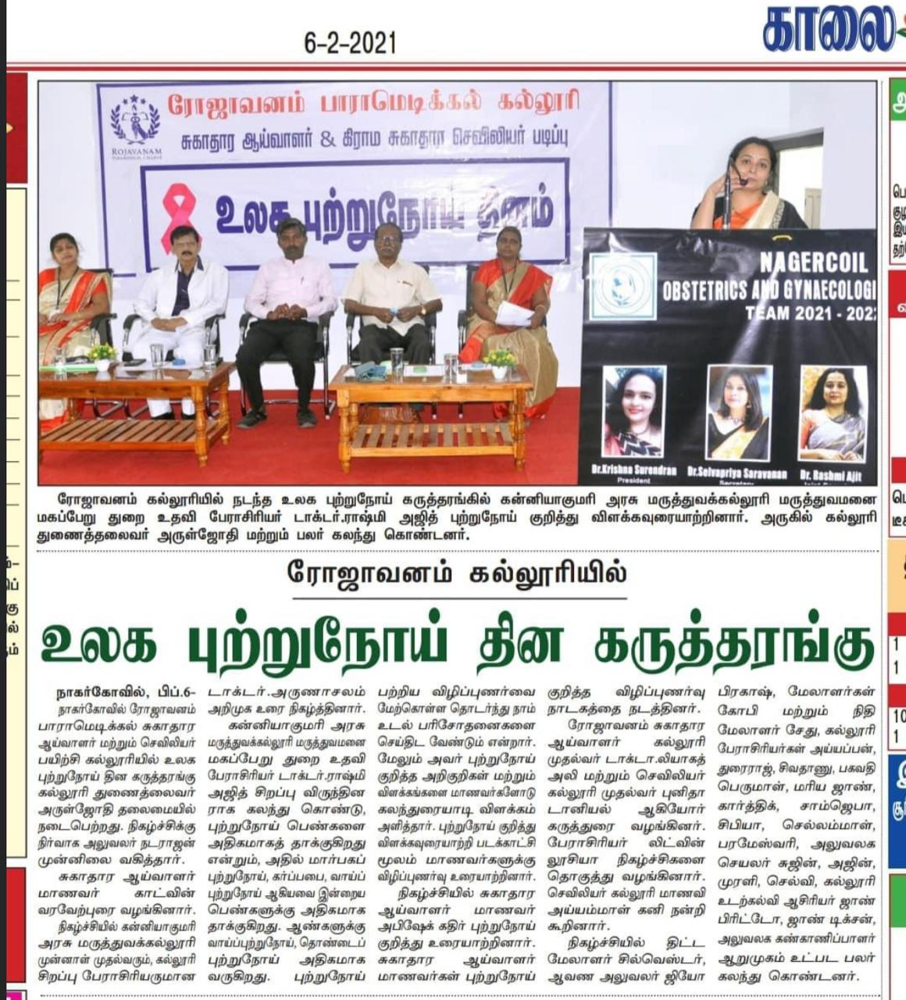 6-2-2021
காலை
ரோஜாவனம் பாராமெடிக்கல் கல்லூரி
சுகாதார ஆய்வாளர் & கிராம சுகாதார செவிலியர் படிப்பு
ROJAVANAM
உலக புற்றுநோய் தினம்
NAGERCOIL
OBSTETRICS AND GYNAECOLOGI
TEAM 2021 - 202
Dr.Krishna Surendran
President
Dr.Selvapriya Saravanan
Secretary
Dr. Rashmi Ajit
ரோஜாவனம் கல்லூரியில் நடந்த உலக புற்றுநோய் கருத்தரங்கில் கன்னியாகுமரி அரசு மருத்துவக்கல்லூரி மருத்துவமனை
மகப்பேறு துறை உதவி பேராசிரியர் டாக்டர்.ராஷ்மி அஜித் புற்றுநோய் குறித்து விளக்கவுரையாற்றினார். அருகில் கல்லூரி
துணைத்தலைவர் அருள்ஜோதி மற்றும் பலர் கலந்து கொண்டனர்.
ரோஜாவனம் கல்லூரியில்
உலக புற்றுநோய் தின கருத்தரங்கு
நாகர்கோவில், பிப்.6-
நாகர்கோவில் ரோஜாவனம்
பாராமெடிக்கல் சுகாதார
ஆய்வாளர் மற்றும் செவிலியர்
பயிற்சி கல்லூரியில் உலக
புற்றுநோய் தின கருத்தரங்கு
கல்லூரி துணைத்லைவர்
அருள்ஜோதி தலைமையில்
நடைபெற்றது. நிகழ்ச்சிக்கு
நிர்வாக அலுவலர் நடராஜன்
முன்னிலை வகித்தார்.
சுகாதார ஆய்வாளர்
மாணவர் காட்வின்
வரவேற்புரை வழங்கினார்.
நிகழ்ச்சியில் கன்னியாகுமரி
அரசு மருத்துவக்கல்லூரி
முன்னாள் முதல்வரும், கல்லூரி
சிறப்பு பேராசிரியருமான
டாக்டர்.அருணாசலம்
அறிமுக உரை நிகழ்த்தினார்.
கன்னியாகுமரி அரசு
மருத்துவக்கல்லூரி மருத்துவமனை
மகப்பேறு துறை உதவி
பேராசிரியர் டாக்டர்.ராஷ்மி
அஜித் சிறப்பு விருந்தின
ராக கலந்து கொண்டு,
புற்றுநோய் பெண்களை
அதிகமாகத் தாக்குகிறது
என்றும், அதில் மார்பகப்
புற்றுநோய், கர்ப்பபை, வாய்ப்
புற்றுநோய் ஆகியவை இன்றைய
பெண்களுக்கு அதிகமாக
தாக்குகிறது. ஆண்களுக்கு
வாய்ப்புற்றுநோய், தொண்டைப்
புற்றுநோய் அதிகமாக
வருகிறது. புற்றுநோய்
பற்றிய விழிப்புணர்வை
மேற்கொள்ள தொடர்ந்து நாம்
உடல் பரிசோதனைகளை
செய்திட வேண்டும் என்றார்.
மேலும் அவர் புற்றுநோய்
குறித்த அறிகுறிகள் மற்றும்
விளக்கங்களை மாணவர்களோடு
கலந்துரையாடி விளக்கம்
அளித்தார். புற்றுநோய் குறித்து
விளக்கவுரையாற்றி படக்காட்சி
மூலம் மாணவர்களுக்கு
விழிப்புணர்வு உரையாற்றினார்.
நிகழ்ச்சியில் சுகாதார
ஆய்வாளர் மாணவர்
அபிஷேக் கதிர் புற்றுநோய்
குறித்து உரையாற்றினார்.
சுகாதார ஆய்வாளர்
மாணவர்கள் புற்றுநோய்
குறித்த விழிப்புணர்வு
நாடகத்தை நடத்தினர்.
ரோஜாவனம் சுகாதார
ஆய்வாளர் கல்லூரி
முதல்வர் டாக்டா.லியாகத்
அலி மற்றும் செவிலியர்
கல்லூரி முதல்வர் புனிதா
டானியல் ஆகியோர்
கருத்துரை வழங்கினர்.
பேராசிரியர் லிட்வின்
லூசியா நிகழ்ச்சிகளை
தொகுத்து வழங்கினார்.
செவிலியர் கல்லூரி மாணவி
அய்யம்மாள் கனி நன்றி
கூறினார்.
நிகழ்ச்சியில் திட்ட
மேலாளர் சில்வெஸ்டர்,
ஆவண அலுவலர் ஜியோ
பிரகாஷ், மேலாளர்கள்
கோபி மற்றும் நிதி
மேலாளர் சேது, கல்லூரி
பேராசிரியர்கள் அய்யப்பன்,
துரைராஜ், சிவதாணு, பகவதி
பெருமாள், மரிய ஜாண்,
கார்த்திக், சாம்ஜெபா,
சிபியா, செல்லம்மாள்,
பரமேஸ்வரி, அலுவலக
செயலர் சுஜின், அஜின்,
முரளி, செல்வி, கல்லூரி
உடற்கல்வி ஆசிரியர் ஜாண்
பிரிட்டோ, ஜாண் டிக்சன்,
அலுவலக கண்காணிப்பாளர்
ஆறுமுகம் உட்பட பலர்
கலந்து கொண்டனர்.